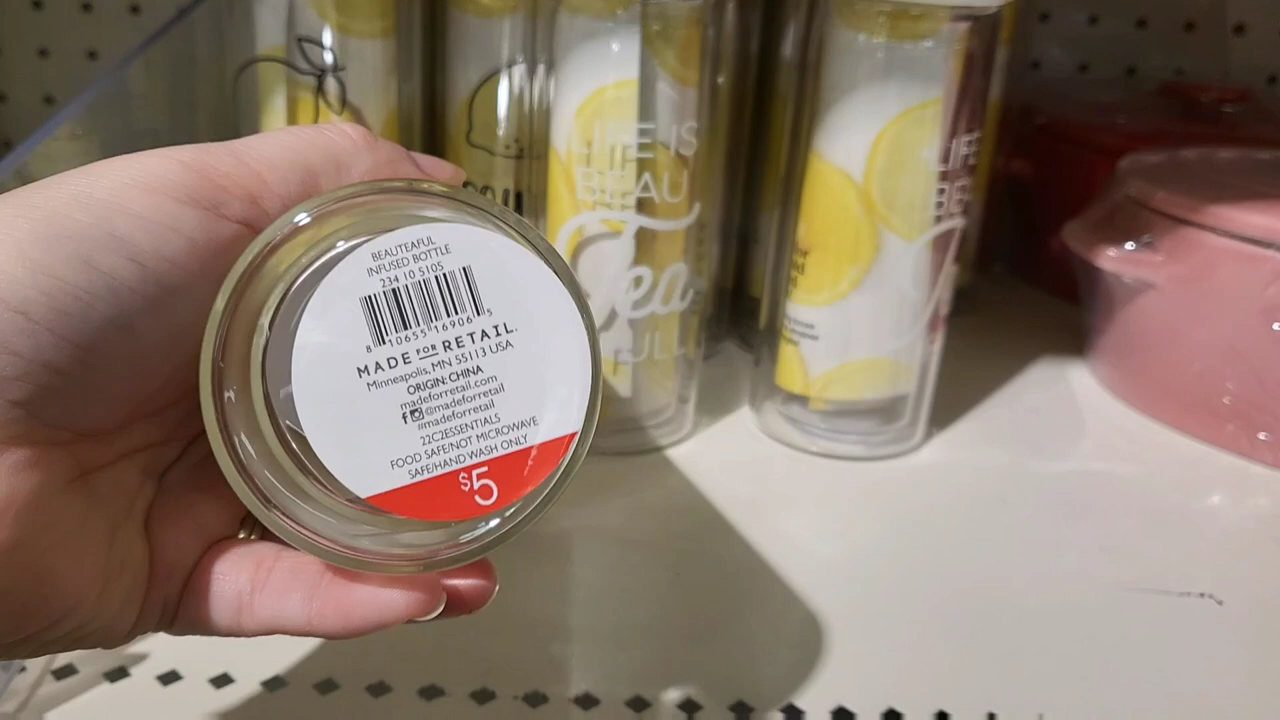 BEAUTEAFUL
INFUSED BOTTLE
234 10 5105
8 10655 16906 5
MADE FOR RETAIL.
Minneapolis, MN 55113 USA
ORIGIN: CHINA
madeforretail.com
@madeforretail
#madeforretail
22C2ESSENTIALS
FOOD SAFE/NOT MICROWAVE
SAFE/HAND WASH ONLY
$5
LIFE IS
BEAU
Tea
FULL
LIFE
BE